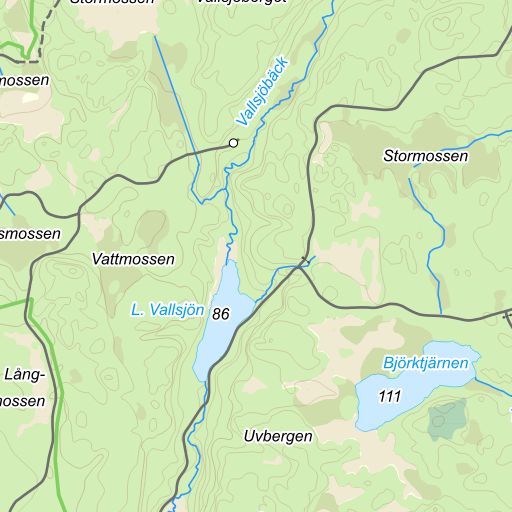 Stormossen
Vallsjöberget
mossen
Vallsjöbäck
Stormossen
smossen
Vattmossen
L. Vallsjön
86
Björktjärnen
Lång-
mossen
111
Uvbergen